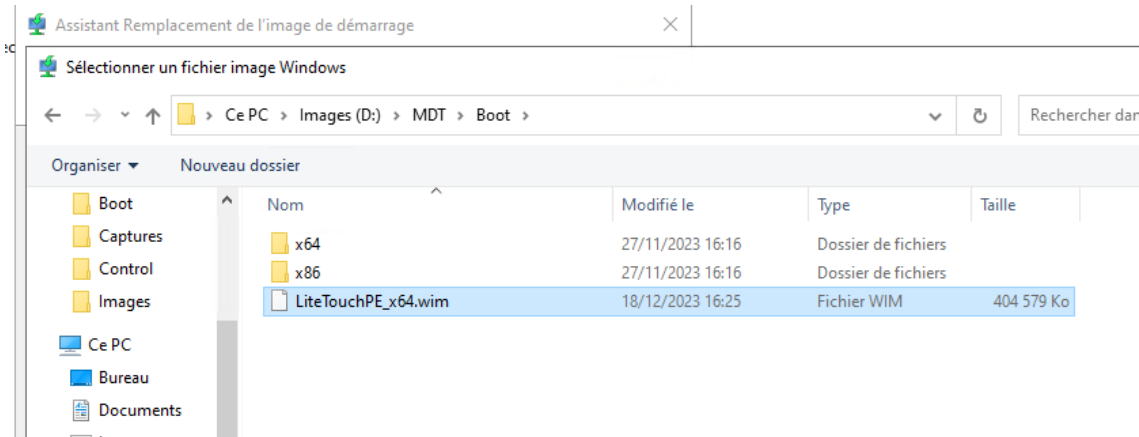 Assistant Remplacement de l'image de démarrage
Sélectionner un fichier image Windows
Ce PC > Images (D:) > MDT > Boot >
Rechercher dan
Organiser Nouveau dossier
Nom Modifié le Type Taille
Boot
Captures
Control
Images
Ce PC
Bureau
Documents
x64 27/11/2023 16:16 Dossier de fichiers
x86 27/11/2023 16:16 Dossier de fichiers
LiteTouchPE_x64.wim 18/12/2023 16:25 Fichier WIM 404 579 Ko